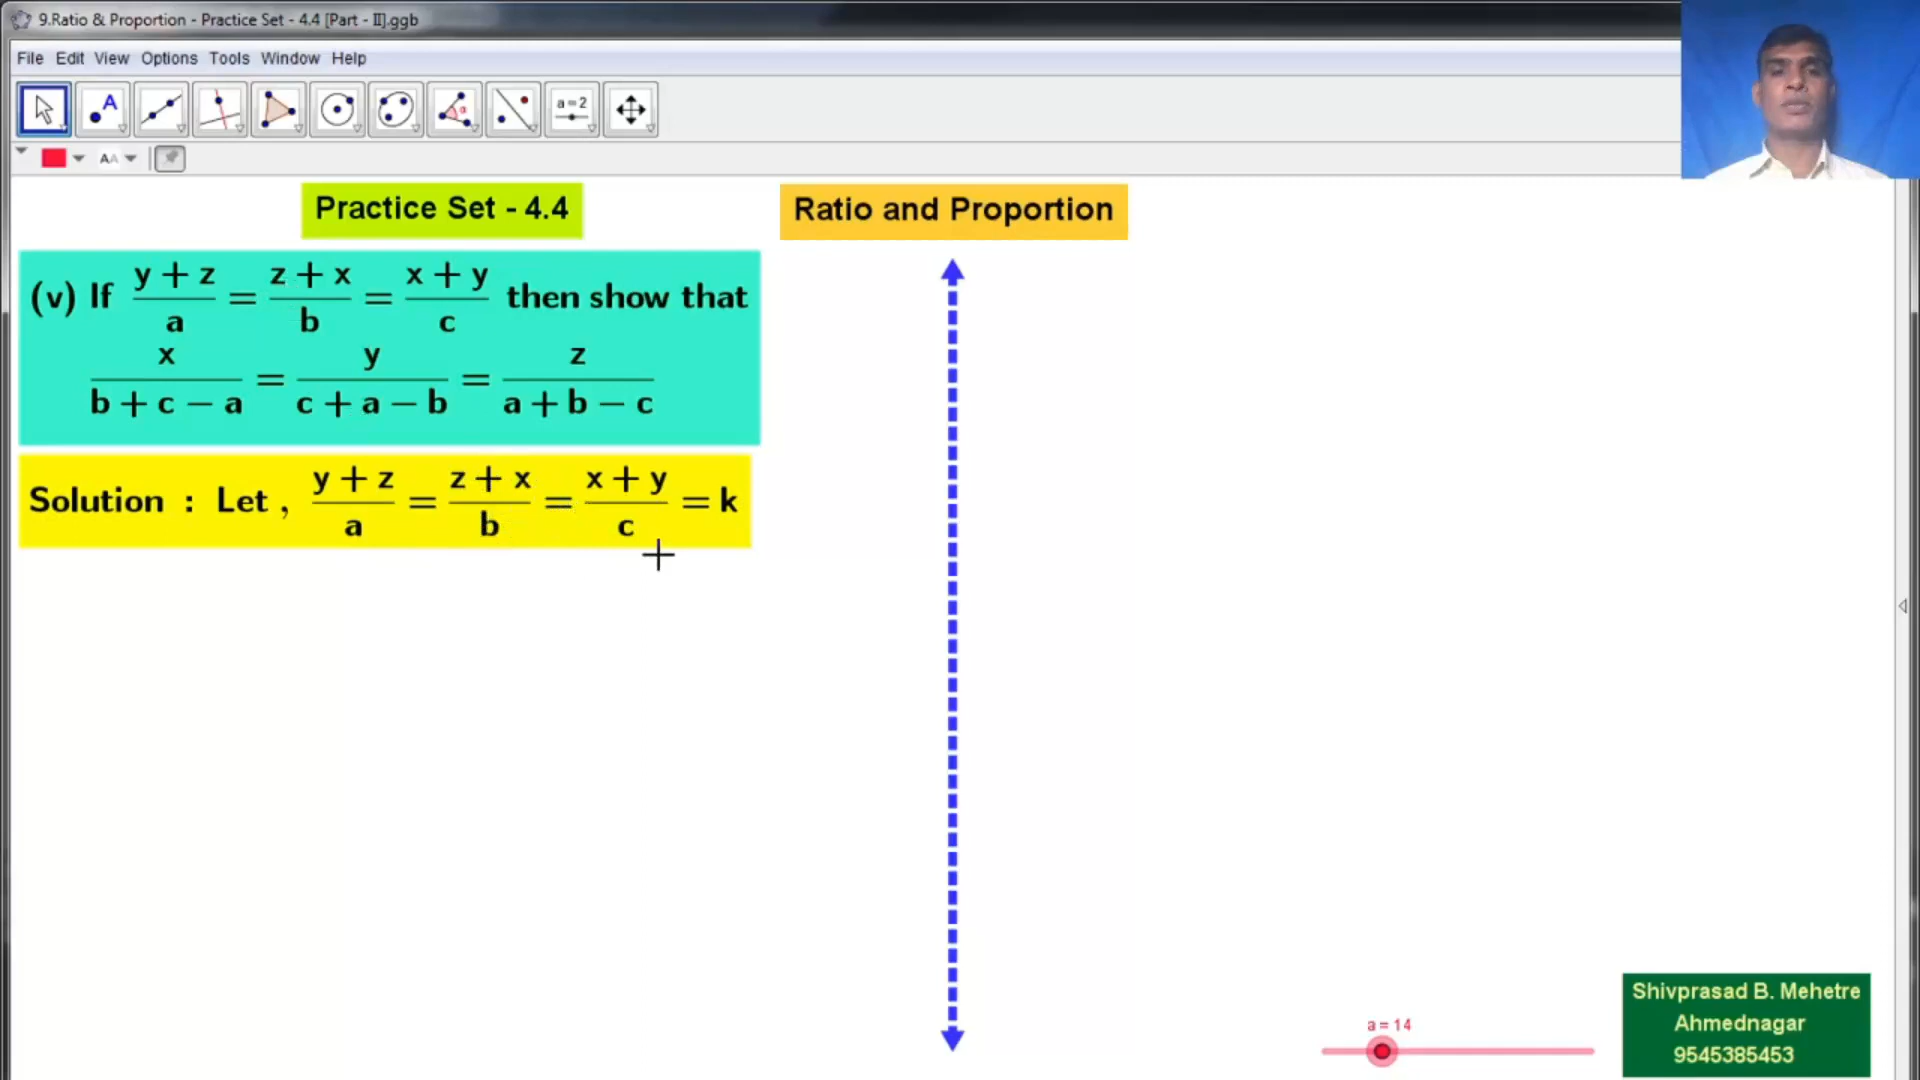 9.Ratio & Proportion - Practice Set - 4.4 [Part - II].ggb
File Edit View Options Tools Window Help
A
a = 2
AA
Practice Set - 4.4
Ratio and Proportion
(v) If (y + z)/a = (z + x)/b = (x + y)/c then show that
x/(b + c − a) = y/(c + a − b) = z/(a + b − c)
Solution : Let , (y + z)/a = (z + x)/b = (x + y)/c = k
a = 14
Shivprasad B. Mehetre
Ahmednagar
9545385453